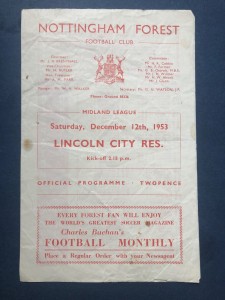 NOTTINGHAM FOREST
FOOTBALL CLUB
MIDLAND LEAGUE
Saturday, December 12th, 1953
LINCOLN CITY RES.
Kick-off 2.15 p.m.
OFFICIAL PROGRAMME - TWOPENCE
EVERY FOREST FAN WILL ENJOY
THE WORLD'S GREATEST SOCCER MAGAZINE
Charles Buchan's
FOOTBALL MONTHLY
Place a Regular Order with your Newsagent